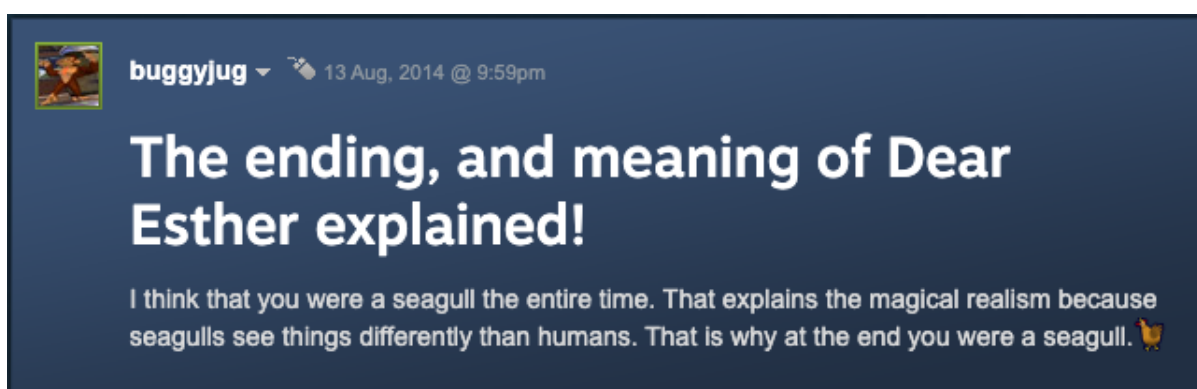 buggyjug 13 Aug, 2014 @ 9:59pm
The ending, and meaning of Dear
Esther explained!
I think that you were a seagull the entire time. That explains the magical realism because
seagulls see things differently than humans. That is why at the end you were a seagull.